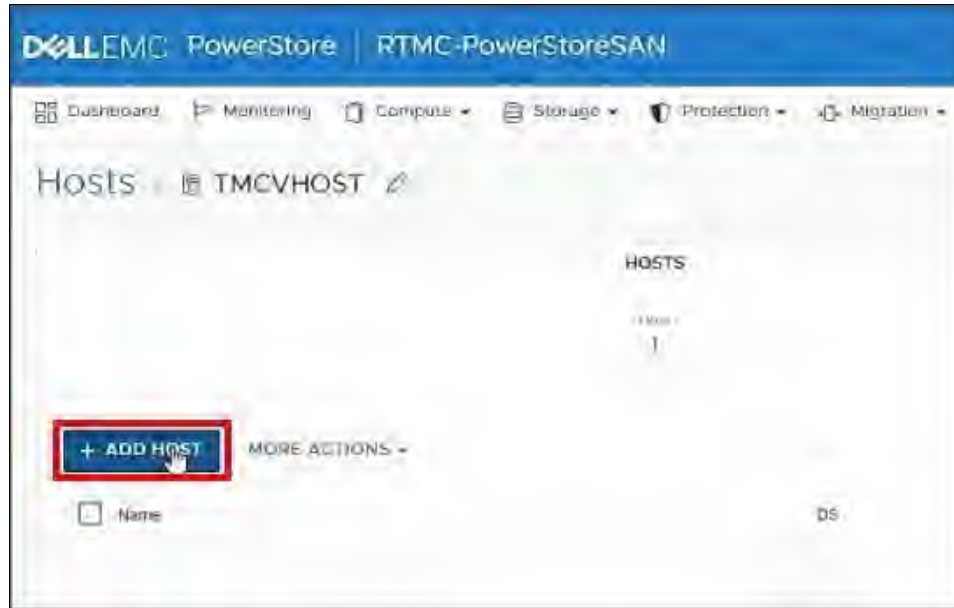 DELLEMC PowerStore RTMC-PowerStoreSAN
Dashboard Monitoring Compute Storage Protection Migration
Hosts TMCVHOST
HOSTS
1
+ ADD HOST MORE ACTIONS
Name OS